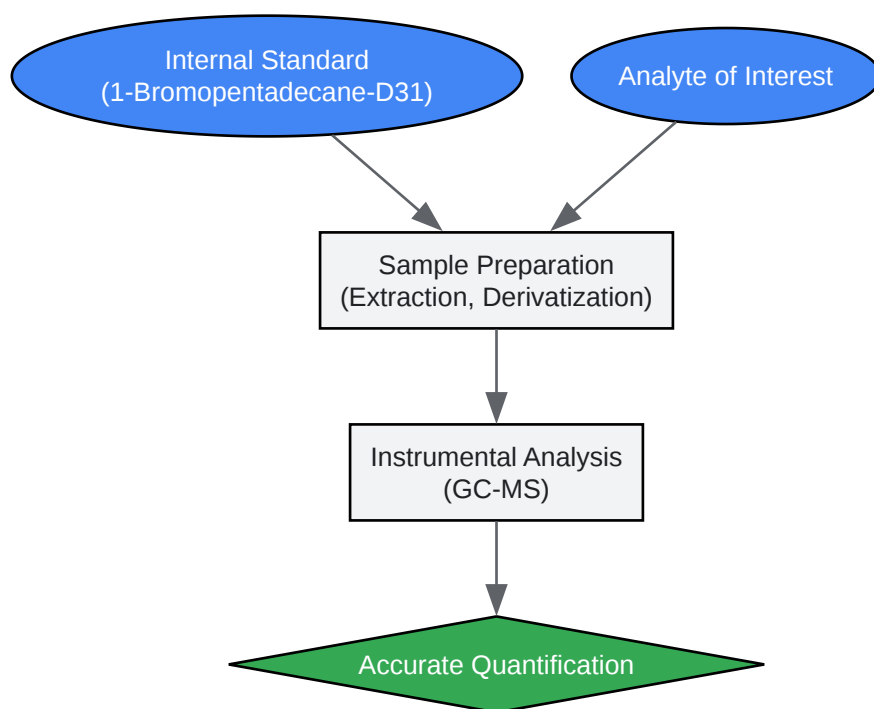 Internal Standard
(1-Bromopentadecane-D31)
Analyte of Interest
Sample Preparation
(Extraction, Derivatization)
Instrumental Analysis
(GC-MS)
Accurate Quantification